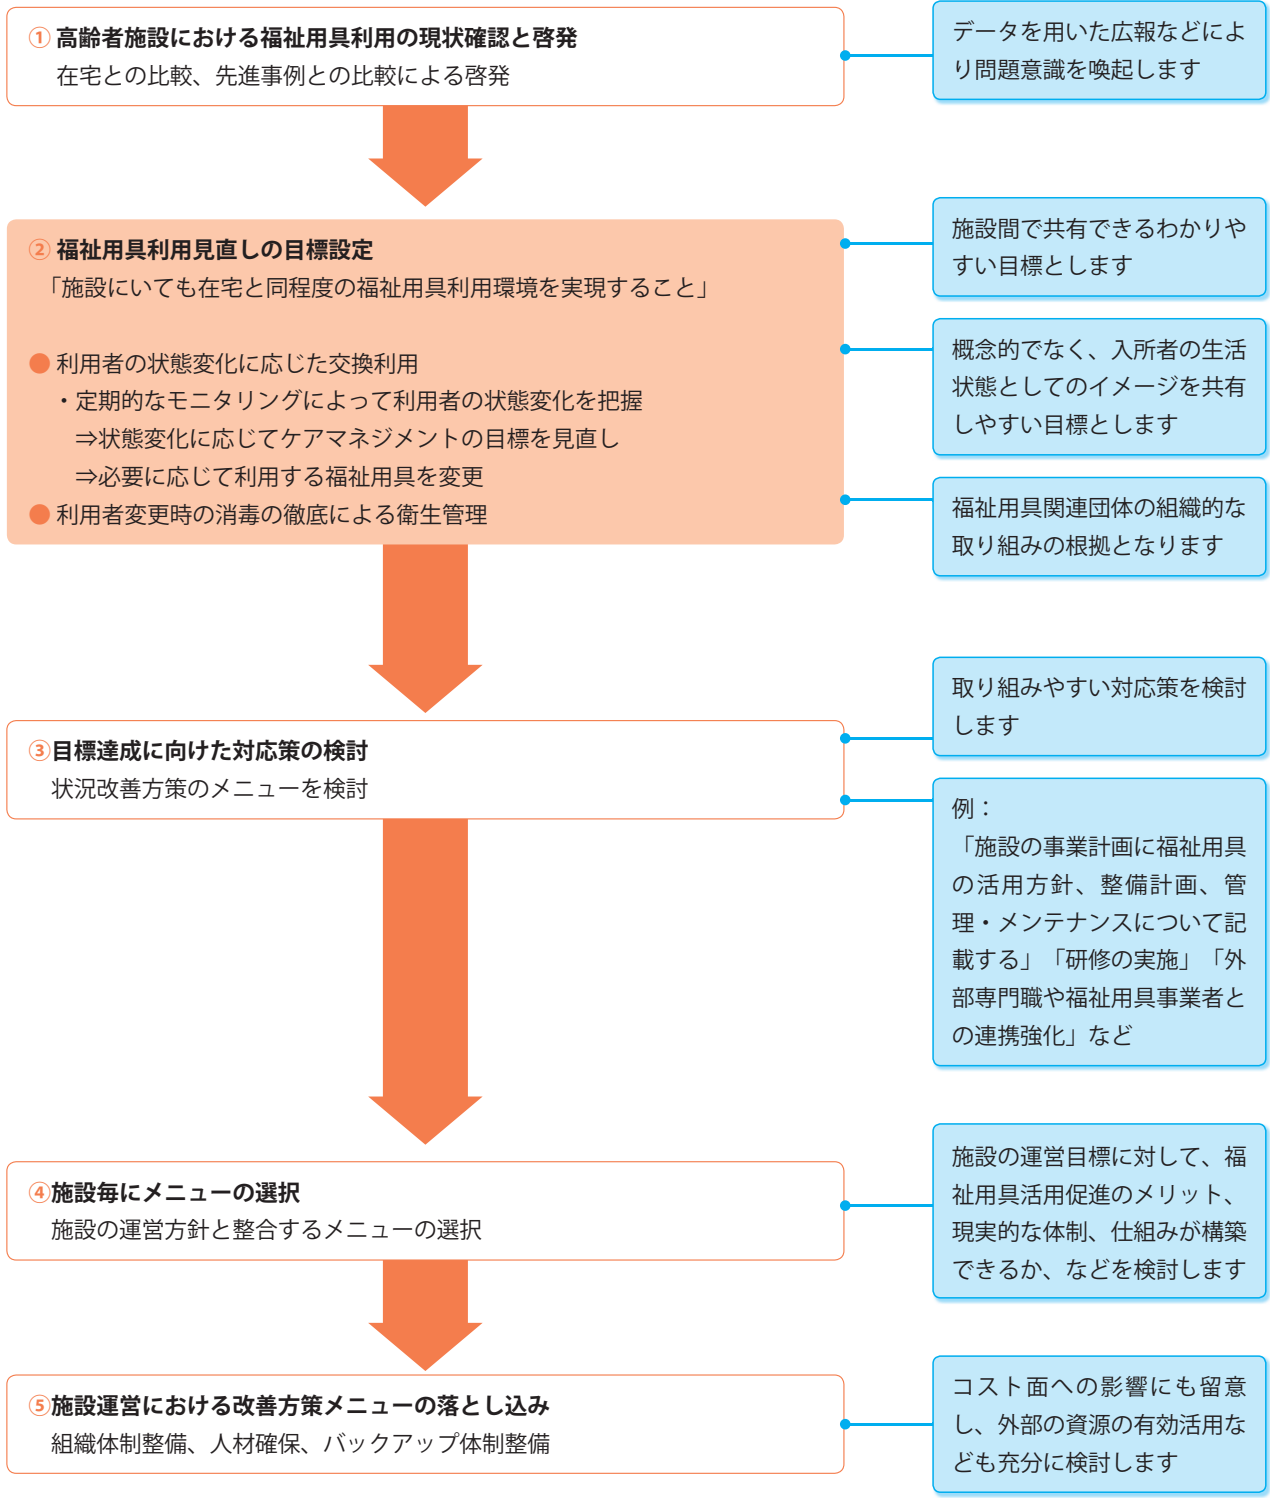 ① 高齢者施設における福祉用具利用の現状確認と啓発
在宅との比較、先進事例との比較による啓発
データを用いた広報などによ
り問題意識を喚起します
② 福祉用具利用見直しの目標設定
「施設にいても在宅と同程度の福祉用具利用環境を実現すること」
● 利用者の状態変化に応じた交換利用
・定期的なモニタリングによって利用者の状態変化を把握
⇒状態変化に応じてケアマネジメントの目標を見直し
⇒必要に応じて利用する福祉用具を変更
● 利用者変更時の消毒の徹底による衛生管理
施設間で共有できるわかりや
すい目標とします
概念的でなく、入所者の生活
状態としてのイメージを共有
しやすい目標とします
福祉用具関連団体の組織的な
取り組みの根拠となります
③目標達成に向けた対応策の検討
状況改善方策のメニューを検討
取り組みやすい対応策を検討
します
例：
「施設の事業計画に福祉用具
の活用方針、整備計画、管
理・メンテナンスについて記
載する」「研修の実施」「外
部専門職や福祉用具事業者と
の連携強化」など
④施設毎にメニューの選択
施設の運営方針と整合するメニューの選択
施設の運営目標に対して、福
祉用具活用促進のメリット、
現実的な体制、仕組みが構築
できるか、などを検討します
⑤施設運営における改善方策メニューの落とし込み
組織体制整備、人材確保、バックアップ体制整備
コスト面への影響にも留意
し、外部の資源の有効活用な
ども充分に検討します